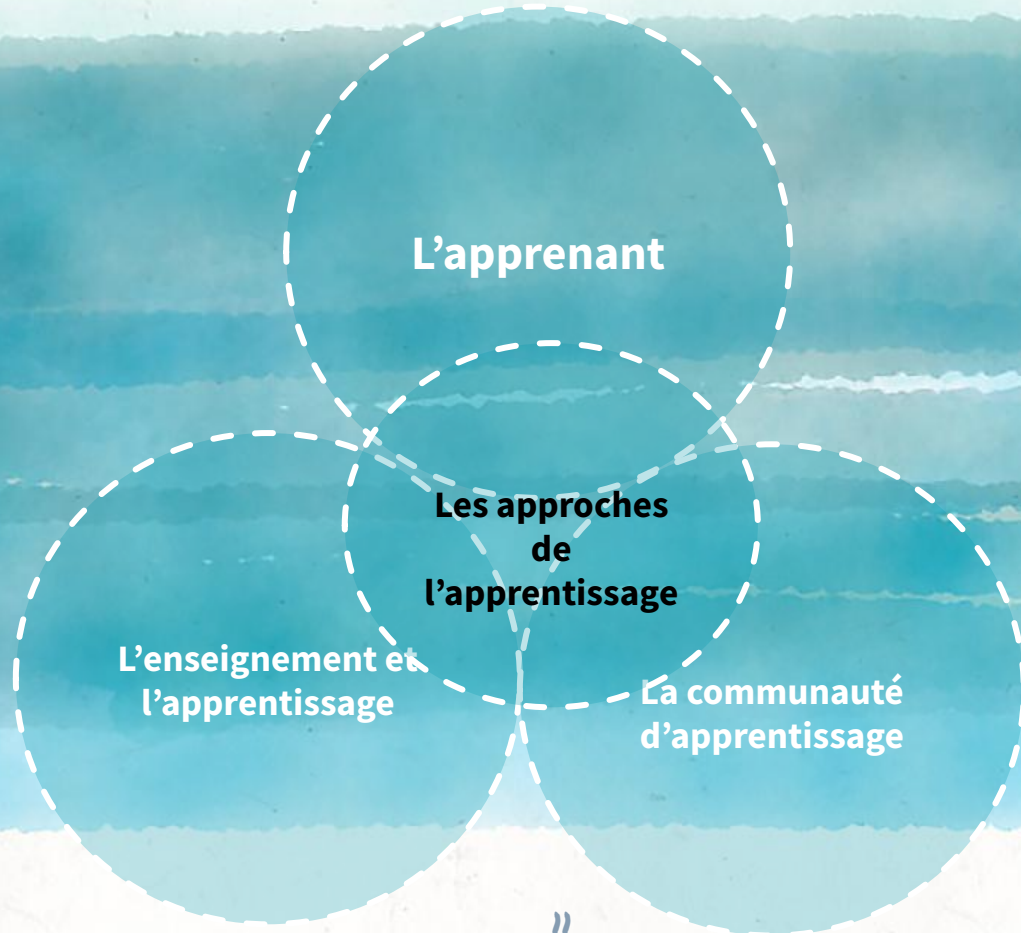 L’apprenant
Les approches
de
l’apprentissage
L’enseignement et
l’apprentissage
La communauté
d’apprentissage
»